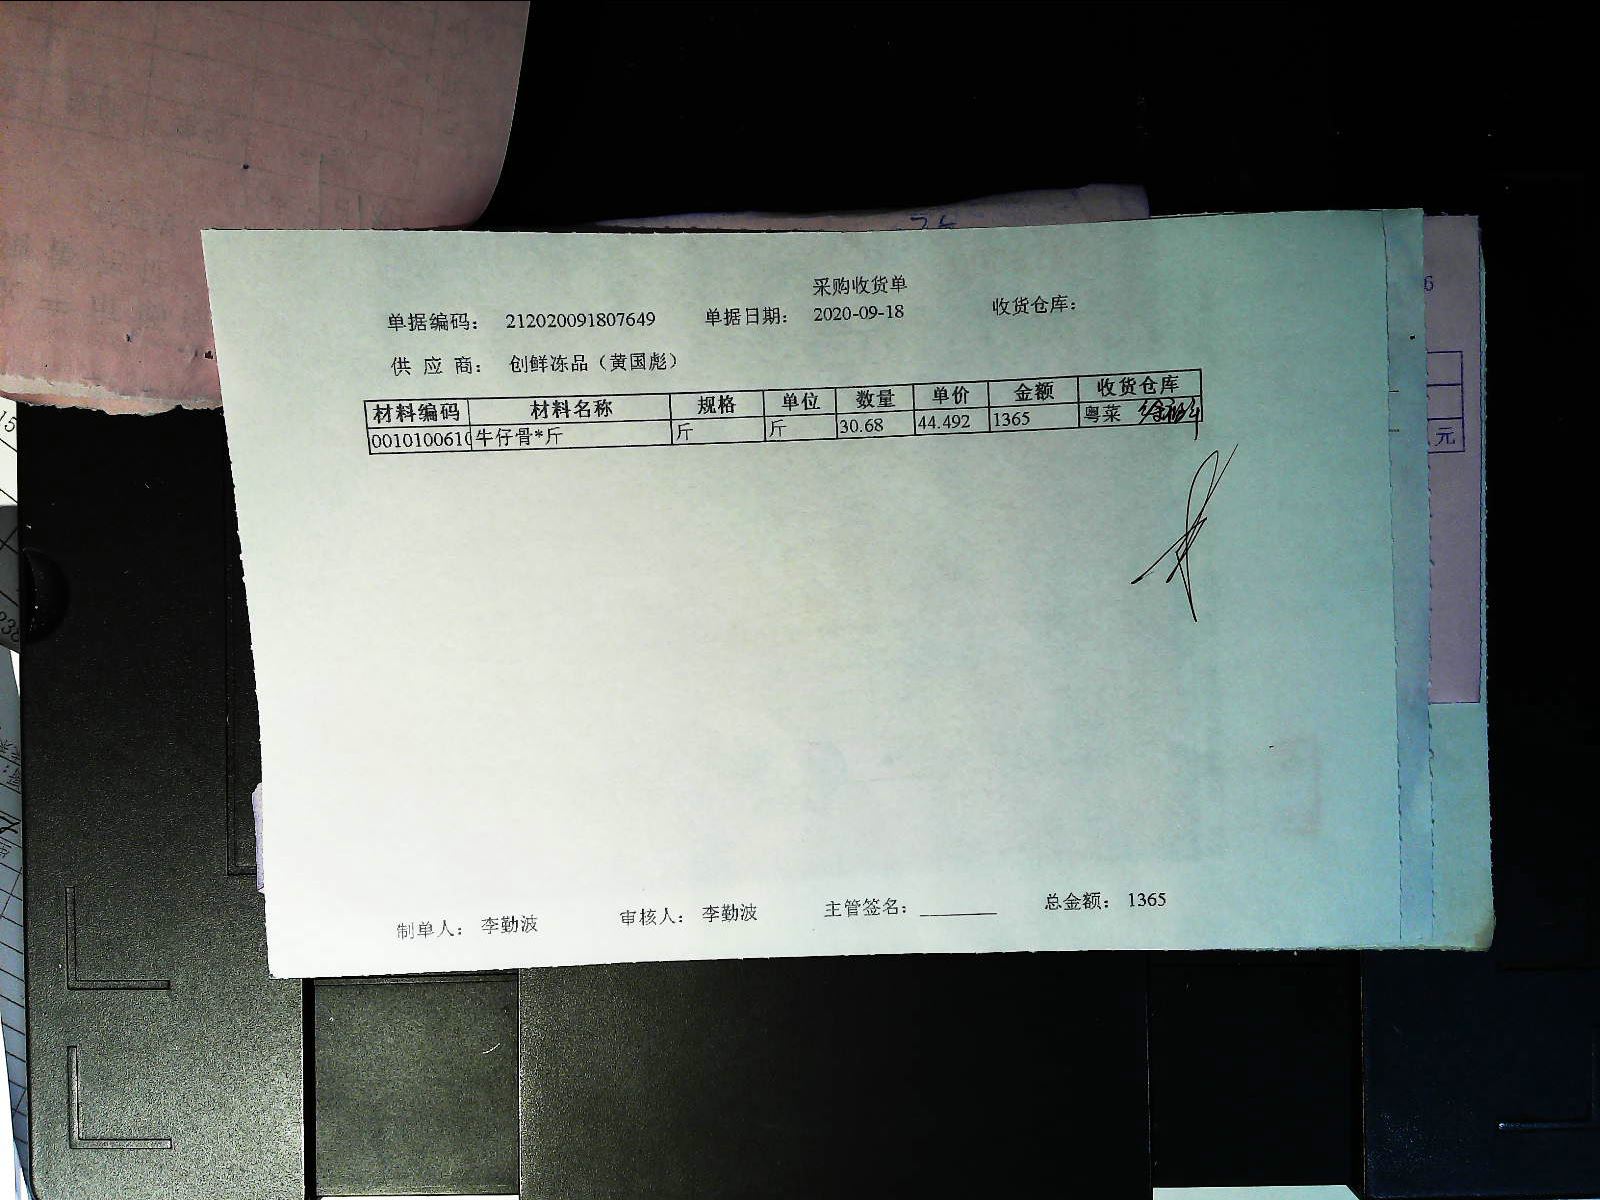 采购收货单
单据编码： 212020091807649 单据日期： 2020-09-18 收货仓库：
供 应 商： 创鲜冻品（黄国彪）
材料编码 材料名称 规格 单位 数量 单价 金额 收货仓库
0010100610 牛仔骨*斤 斤 斤 30.68 44.492 1365 粤菜
制单人： 李勤波 审核人： 李勤波 主管签名：________ 总金额： 1365
元